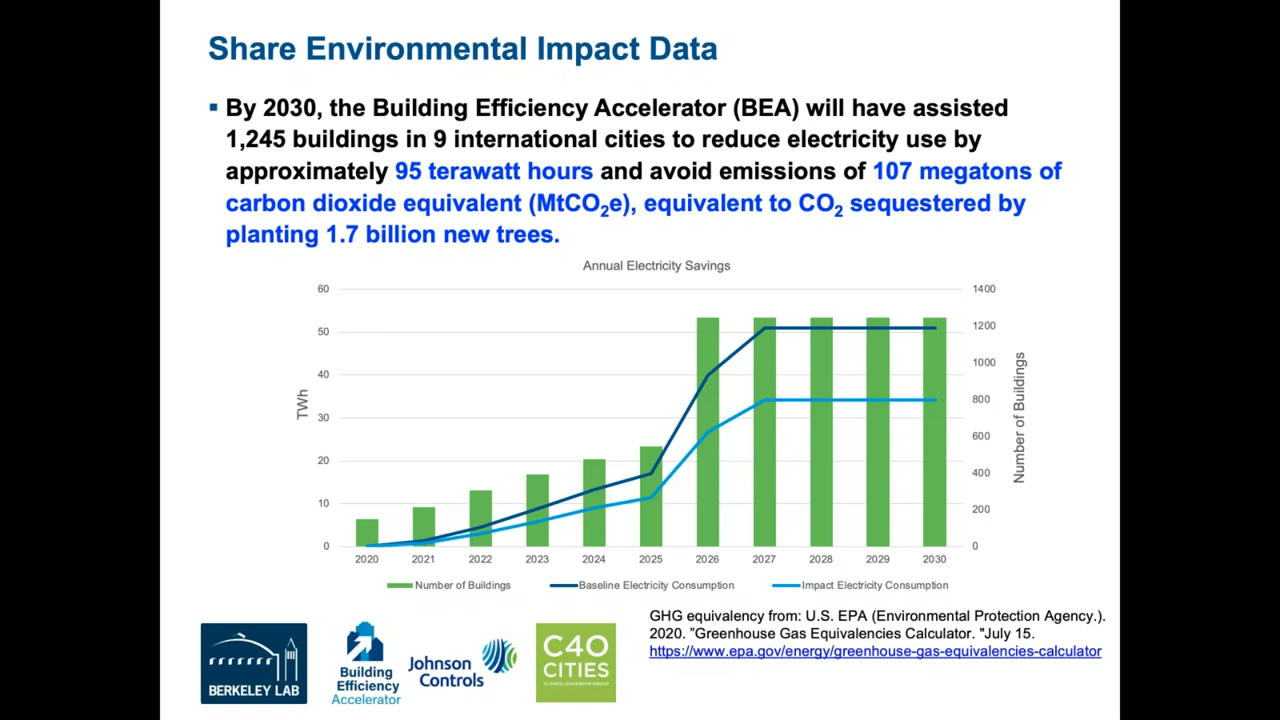 Share Environmental Impact Data
▪ By 2030, the Building Efficiency Accelerator (BEA) will have assisted
1,245 buildings in 9 international cities to reduce electricity use by
approximately 95 terawatt hours and avoid emissions of 107 megatons of
carbon dioxide equivalent (MtCO₂e), equivalent to CO₂ sequestered by
planting 1.7 billion new trees.
Annual Electricity Savings
60 1400
50 1200
40 1000
30 800
20 600
10 400
0 200
0
TWh
Number of Buildings
2020 2021 2022 2023 2024 2025 2026 2027 2028 2029 2030
Number of Buildings Baseline Electricity Consumption Impact Electricity Consumption
GHG equivalency from: U.S. EPA (Environmental Protection Agency.).
2020. ”Greenhouse Gas Equivalencies Calculator. "July 15.
https://www.epa.gov/energy/greenhouse-gas-equivalencies-calculator
BERKELEY LAB
Building
Efficiency
Accelerator
Johnson
Controls
C40
CITIES
CLIMATE LEADERSHIP GROUP